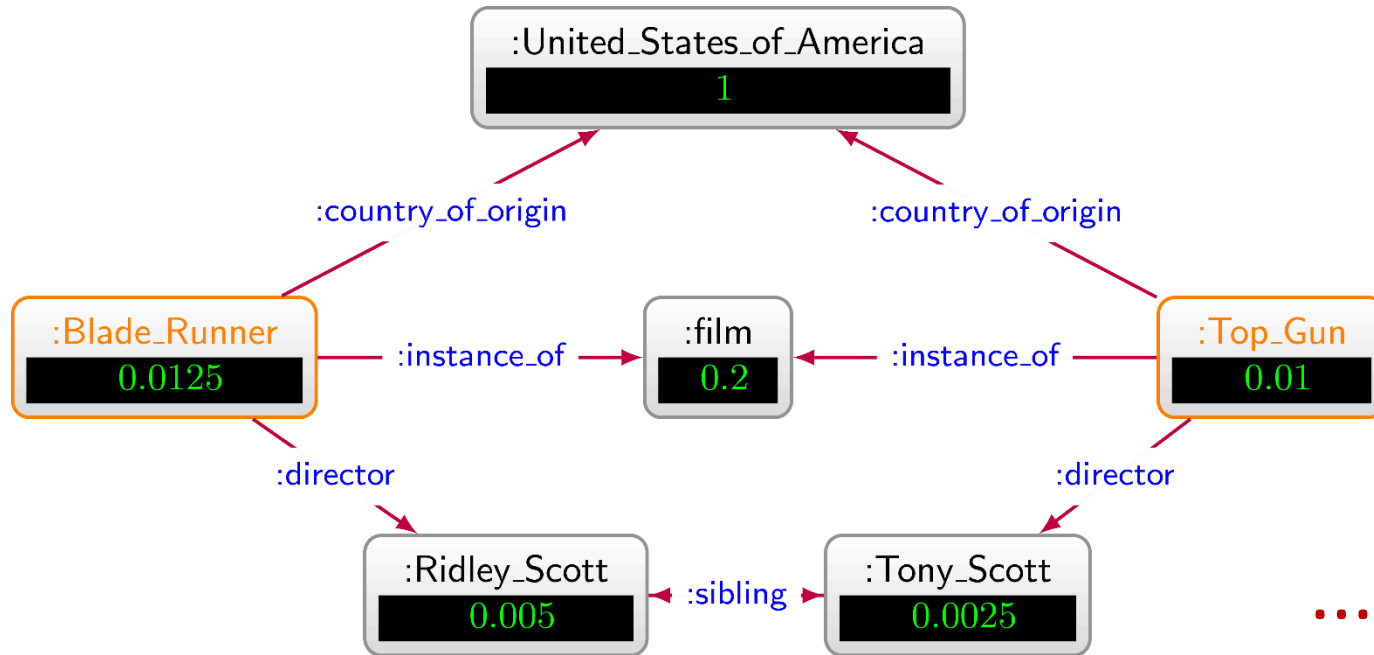 :United_States_of_America
1
:country_of_origin
:country_of_origin
:Blade_Runner
0.0125
:instance_of
:film
0.2
:instance_of
:Top_Gun
0.01
:director
:director
:Ridley_Scott
0.005
:sibling
:Tony_Scott
0.0025
...